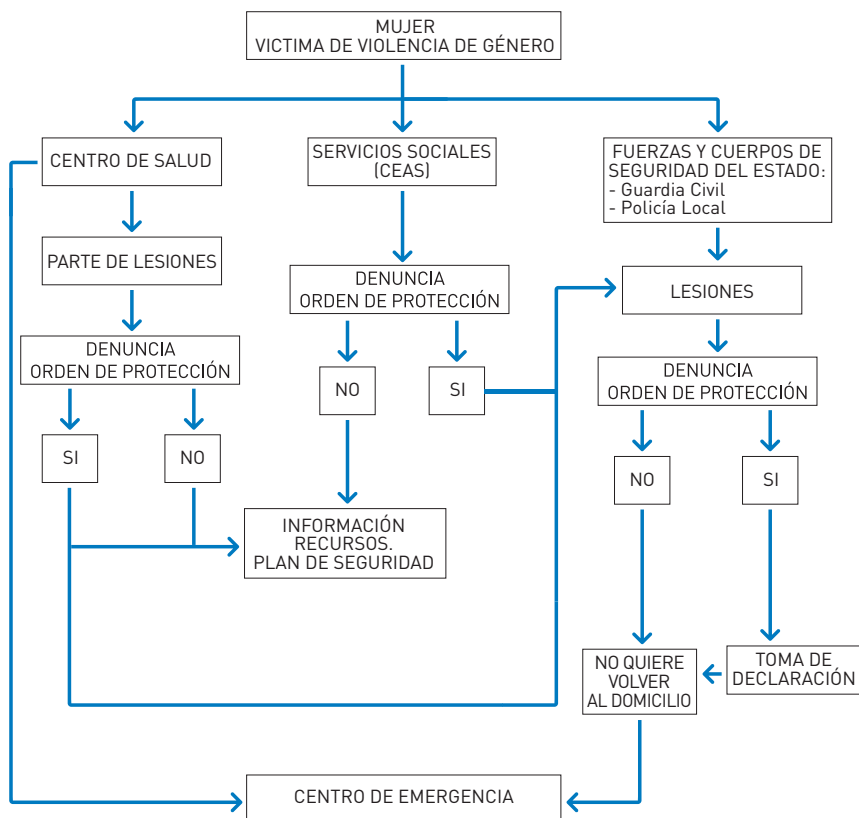 MUJER
VICTIMA DE VIOLENCIA DE GÉNERO
CENTRO DE SALUD
SERVICIOS SOCIALES
(CEAS)
FUERZAS Y CUERPOS DE
SEGURIDAD DEL ESTADO:
- Guardia Civil
- Policía Local
PARTE DE LESIONES
DENUNCIA
ORDEN DE PROTECCIÓN
LESIONES
DENUNCIA
ORDEN DE PROTECCIÓN
NO
SI
DENUNCIA
ORDEN DE PROTECCIÓN
SI
NO
NO
SI
INFORMACIÓN
RECURSOS.
PLAN DE SEGURIDAD
NO QUIERE
VOLVER
AL DOMICILIO
TOMA DE
DECLARACIÓN
CENTRO DE EMERGENCIA